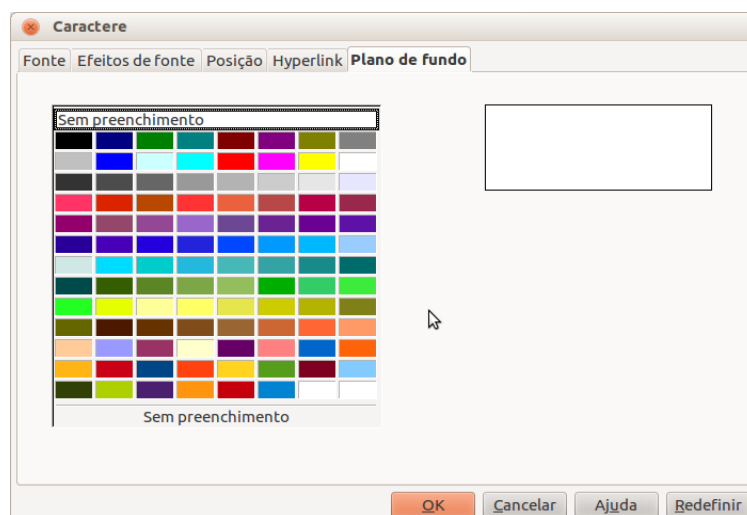 Caractere
Fonte Efeitos de fonte Posição Hyperlink Plano de fundo
Sem preenchimento
Sem preenchimento
OK Cancelar Ajuda Redefinir